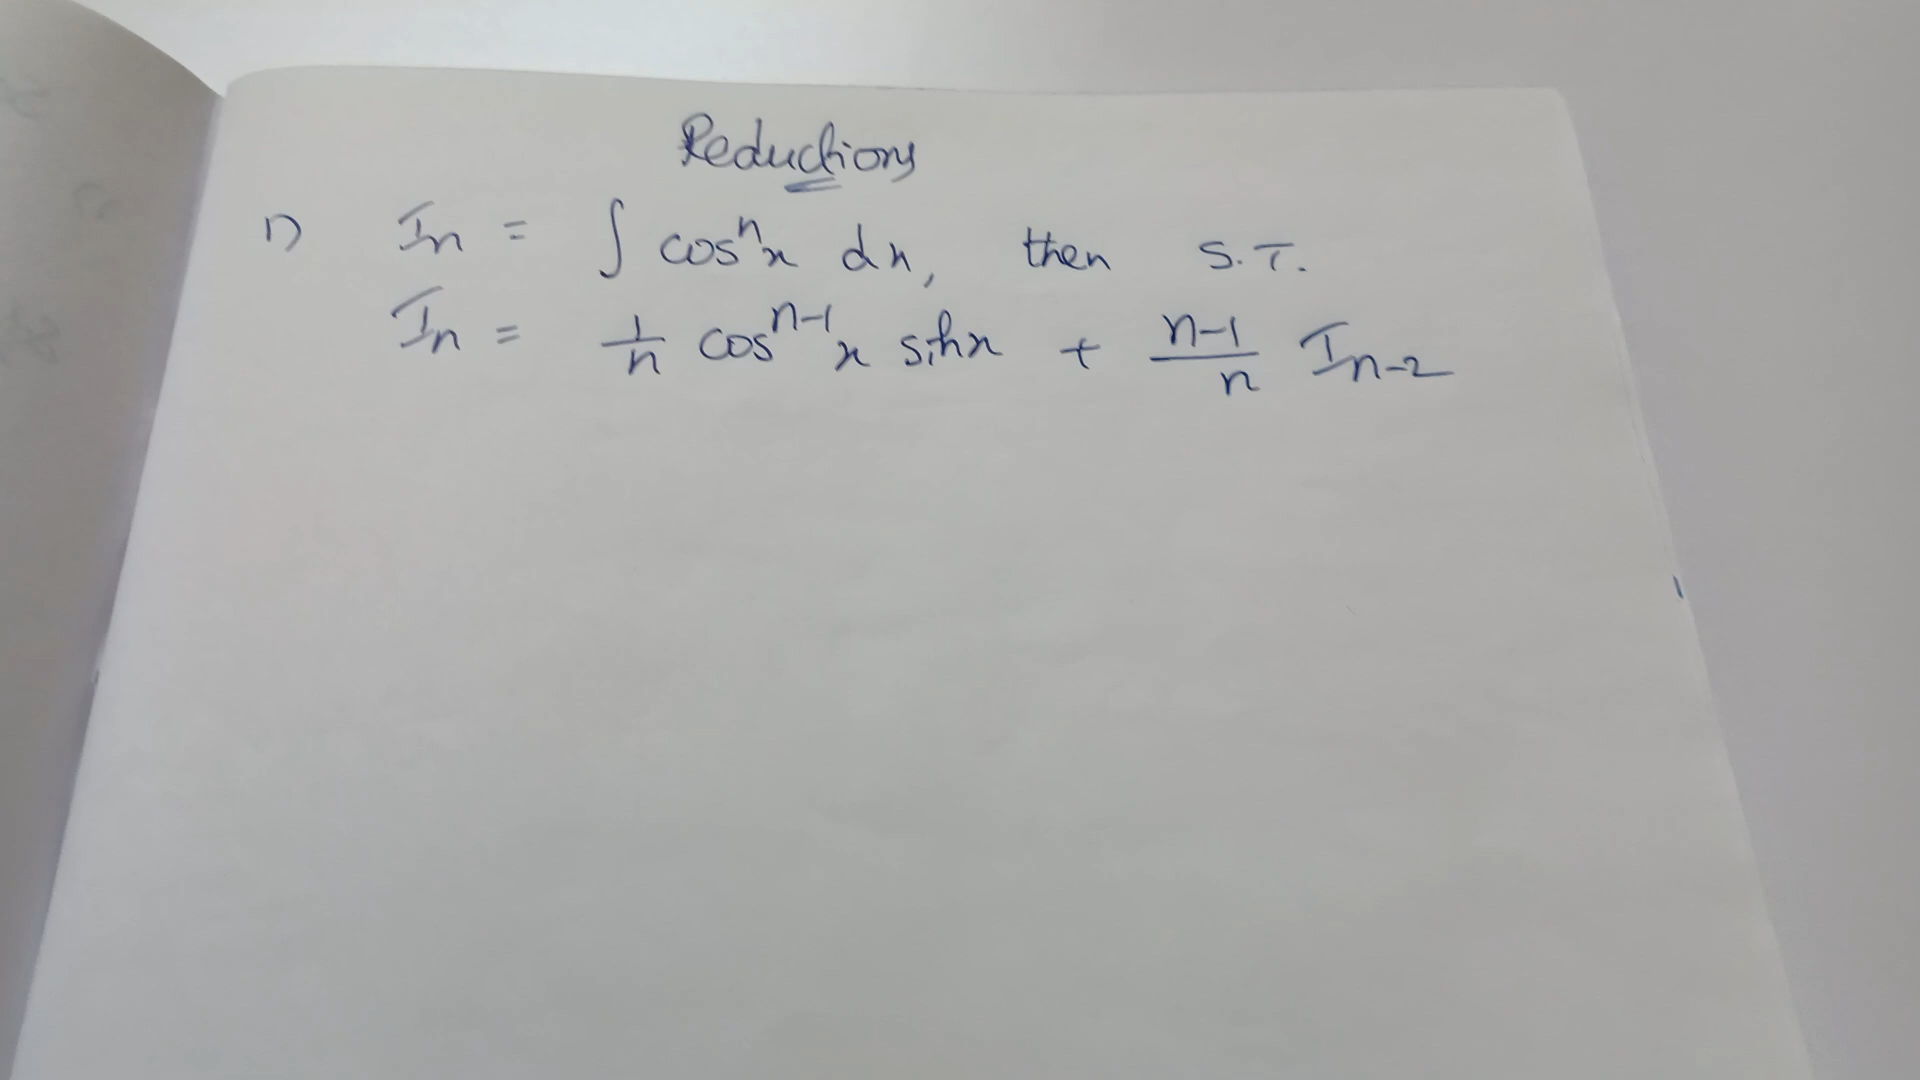 Reductions
1) Iₙ = ∫ cosⁿx dx, then S.T.
Iₙ = 1/n cosⁿ⁻¹x sinx + n-1/n Iₙ₋₂